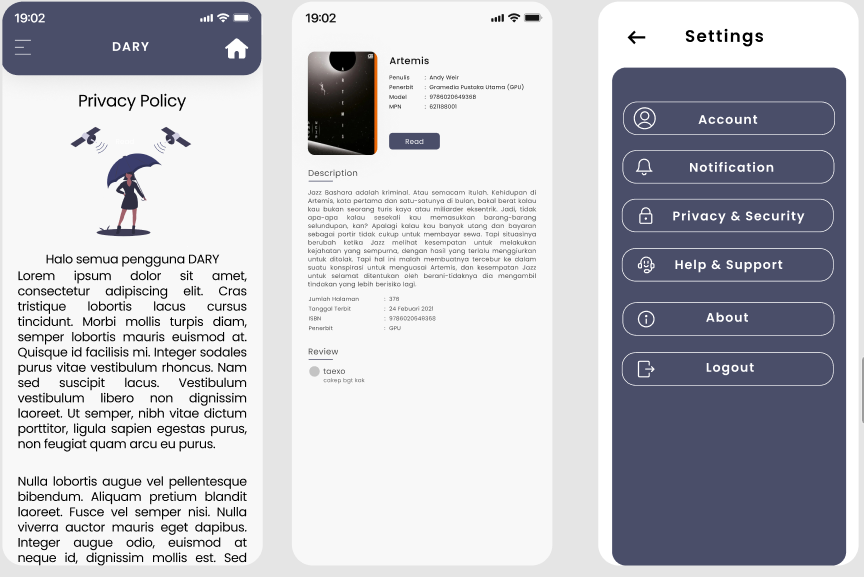 19:02
DARY
Privacy Policy
Halo semua pengguna DARY
Lorem ipsum dolor sit amet,
consectetur adipiscing elit. Cras
tristique lobortis lacus cursus
tincidunt. Morbi mollis turpis diam,
semper lobortis mauris euismod at.
Quisque id facilisis mi. Integer sodales
purus vitae vestibulum rhoncus. Nam
sed suscipit lacus. Vestibulum
vestibulum libero non dignissim
laoreet. Ut semper, nibh vitae dictum
porttitor, ligula sapien egestas purus,
non feugiat quam arcu eu purus.
Nulla lobortis augue vel pellentesque
bibendum. Aliquam pretium blandit
laoreet. Fusce vel semper nisi. Nulla
viverra auctor mauris eget dapibus.
Integer augue odio, euismod at
neque id, dignissim mollis est. Sed
19:02
Artemis
Penulis : Andy Weir
Penerbit : Gramedia Pustaka Utama (GPU)
Model : 9786020649368
MPN : 621188001
Read
Description
Jazz Bashara adalah kriminal. Atau semacam itulah. Kehidupan di
Artemis, kota pertama dan satu-satunya di bulan, bakal berat kalau
kau bukan seorang turis kaya atau miliarder eksentrik. Jadi, tidak
apa-apa kalau sesekali kau memasukkan barang-barang
selundupan, kan? Apalagi kalau kau banyak utang dan bayaran
sebagai partir tidak cukup untuk membayar sewa. Tapi situasinya
berubah ketika Jazz melihat kesempatan untuk melakukan
kejahatan yang sempurna, dengan hasil yang terlalu menggiurkan
untuk ditolak. Tapi hal ini malah membuatnya tercebur ke dalam
suatu konspirasi untuk menguasai Artemis, dan kesempatan Jazz
untuk selamat ditentukan oleh berani-tidaknya dia mengambil
tindakan yang lebih berisiko lagi.
Jumlah Halaman : 376
Tanggal Terbit : 24 Febuari 2021
ISBN : 9786020649368
Penerbit : GPU
Review
taexo
cakep bgt kak
Settings
Account
Notification
Privacy & Security
Help & Support
About
Logout